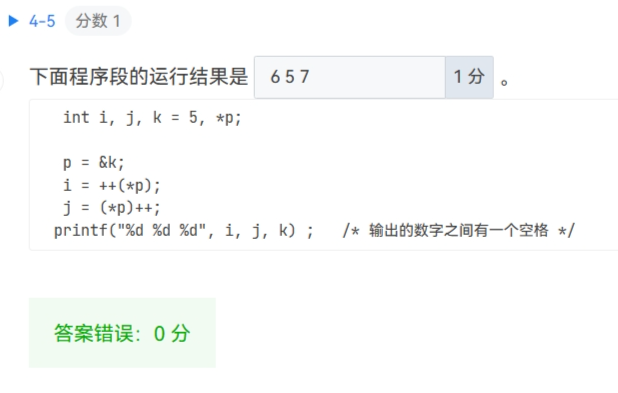 4-5 分数 1
下面程序段的运行结果是 6 5 7 1 分 。
int i, j, k = 5, *p;
p = &k;
i = ++(*p);
j = (*p)++;
printf("%d %d %d", i, j, k) ; /* 输出的数字之间有一个空格 */
答案错误：0 分